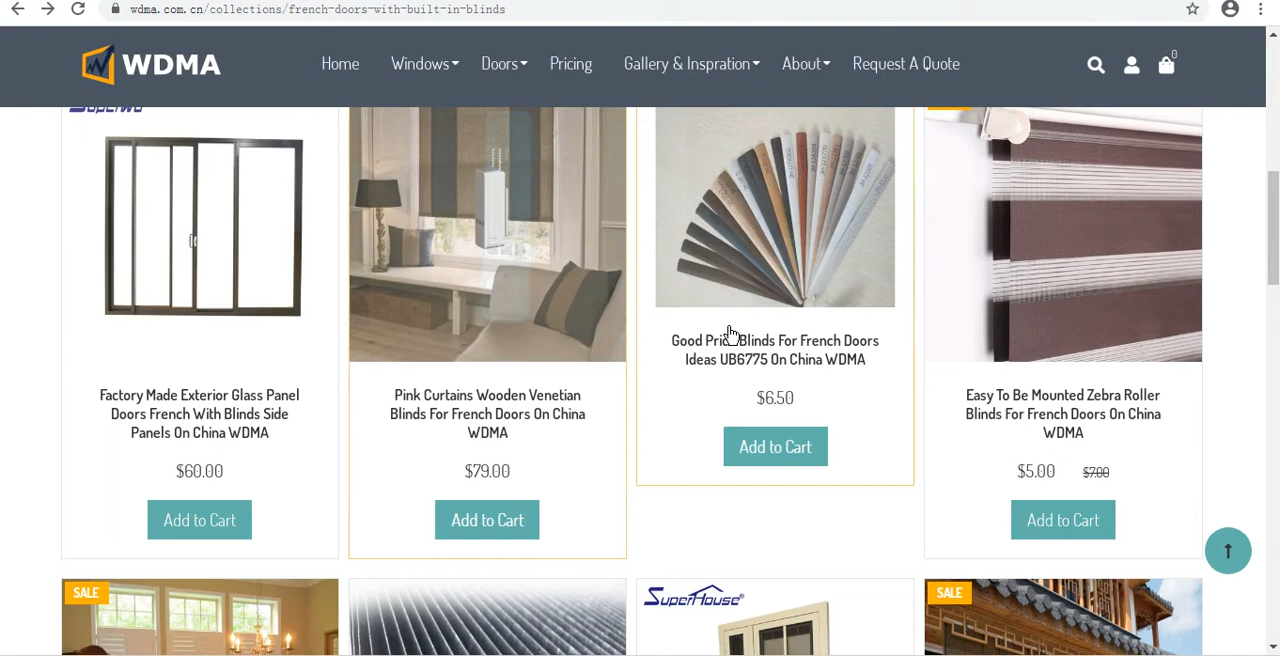 wdma.com.cn/collections/french-doors-with-built-in-blinds
WDMA
Home Windows Doors Pricing Gallery & Inspration About Request A Quote
0
Factory Made Exterior Glass Panel
Doors French With Blinds Side
Panels On China WDMA
$60.00
Add to Cart
Pink Curtains Wooden Venetian
Blinds For French Doors On China
WDMA
$79.00
Add to Cart
Good Price Blinds For French Doors
Ideas UB6775 On China WDMA
$6.50
Add to Cart
Easy To Be Mounted Zebra Roller
Blinds For French Doors On China
WDMA
$5.00 $7.00
Add to Cart
SALE
SUPERHOUSE®
SALE